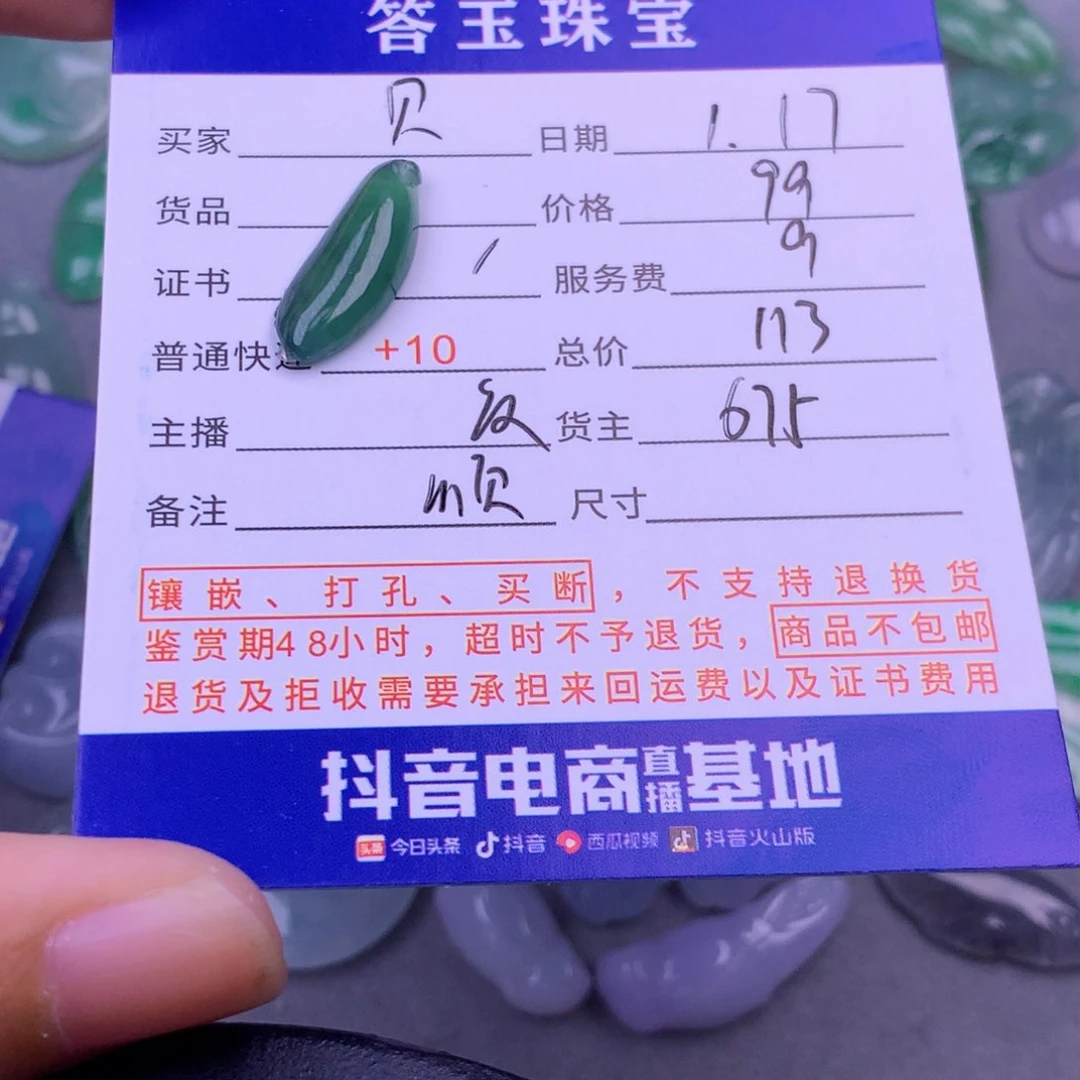 答玉珠宝
买家 贝 日期 1.17
货品 价格 99
证书 / 服务费 9
普通快递 +10 总价 113
主播 货主 675
备注 顺 尺寸
镶嵌、打孔、买断，不支持退换货
鉴赏期48小时，超时不予退货，商品不包邮
退货及拒收需要承担来回运费以及证书费用
抖音电商直播基地
头条 今日头条 抖音 西瓜视频 抖音火山版